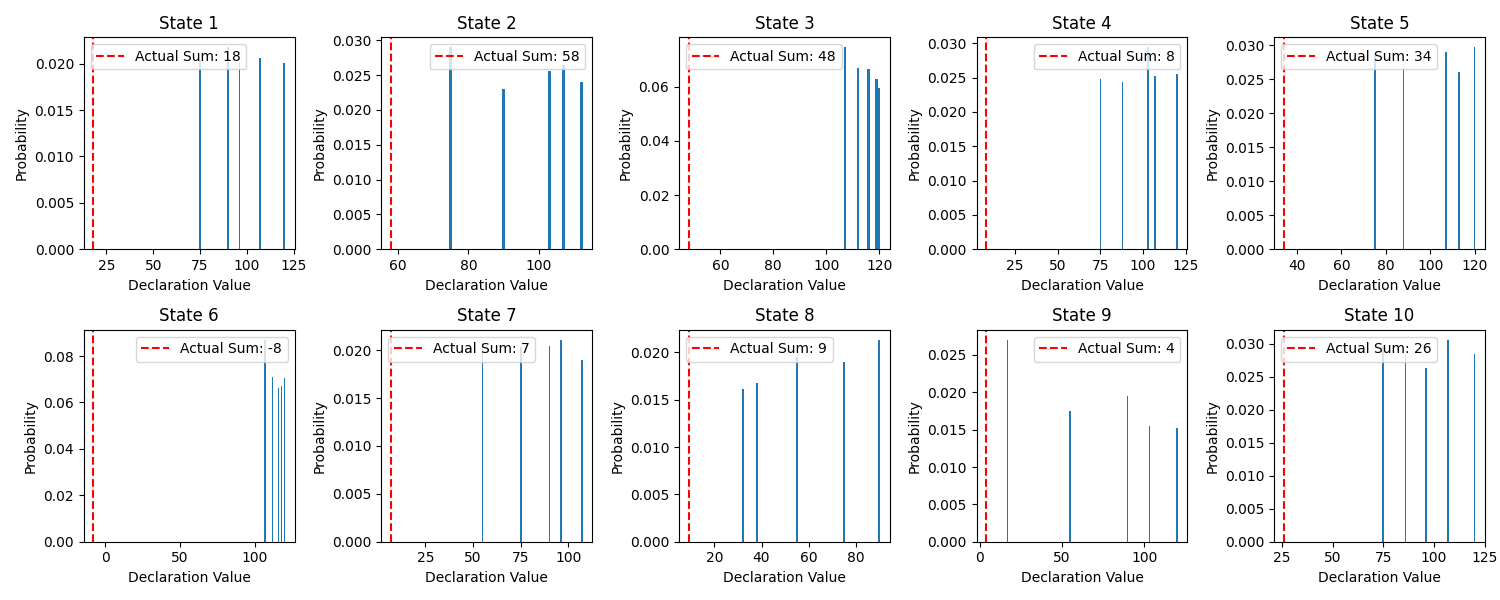 State 1
Actual Sum: 18
Probability
0.020
0.015
0.010
0.005
0.000
25 50 75 100 125
Declaration Value
State 2
Actual Sum: 58
Probability
0.030
0.025
0.020
0.015
0.010
0.005
0.000
60 80 100
Declaration Value
State 3
Actual Sum: 48
Probability
0.06
0.04
0.02
0.00
60 80 100 120
Declaration Value
State 4
Actual Sum: 8
Probability
0.030
0.025
0.020
0.015
0.010
0.005
0.000
25 50 75 100 125
Declaration Value
State 5
Actual Sum: 34
Probability
0.030
0.025
0.020
0.015
0.010
0.005
0.000
40 60 80 100 120
Declaration Value
State 6
Actual Sum: -8
Probability
0.08
0.06
0.04
0.02
0.00
0 50 100
Declaration Value
State 7
Actual Sum: 7
Probability
0.020
0.015
0.010
0.005
0.000
25 50 75 100
Declaration Value
State 8
Actual Sum: 9
Probability
0.020
0.015
0.010
0.005
0.000
20 40 60 80
Declaration Value
State 9
Actual Sum: 4
Probability
0.025
0.020
0.015
0.010
0.005
0.000
0 50 100
Declaration Value
State 10
Actual Sum: 26
Probability
0.030
0.025
0.020
0.015
0.010
0.005
0.000
25 50 75 100 125
Declaration Value